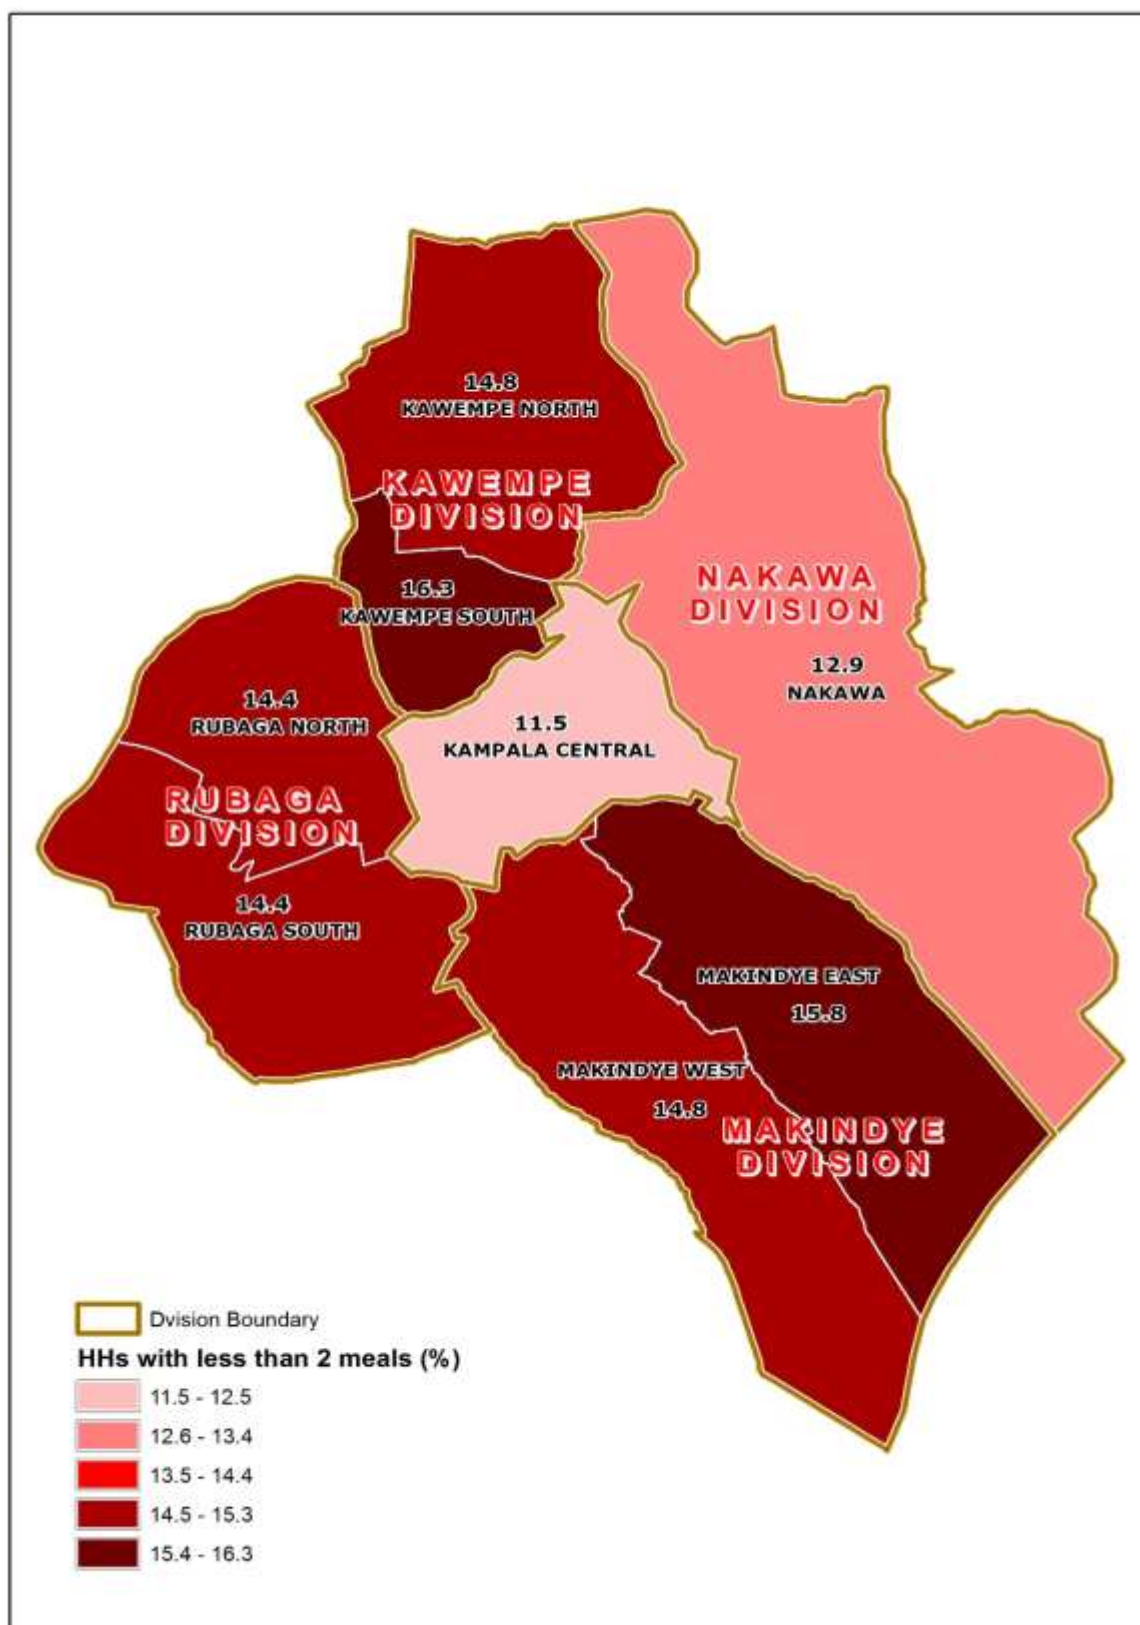 14.8
KAWEMPE NORTH
KAWEMPE
DIVISION
16.3
KAWEMPE SOUTH
NAKAWA
DIVISION
12.9
NAKAWA
14.4
RUBAGA NORTH
11.5
KAMPALA CENTRAL
RUBAGA
DIVISION
14.4
RUBAGA SOUTH
MAKINDYE EAST
15.8
MAKINDYE WEST
14.8
MAKINDYE
DIVISION
Dvision Boundary
HHs with less than 2 meals (%)
11.5 - 12.5
12.6 - 13.4
13.5 - 14.4
14.5 - 15.3
15.4 - 16.3